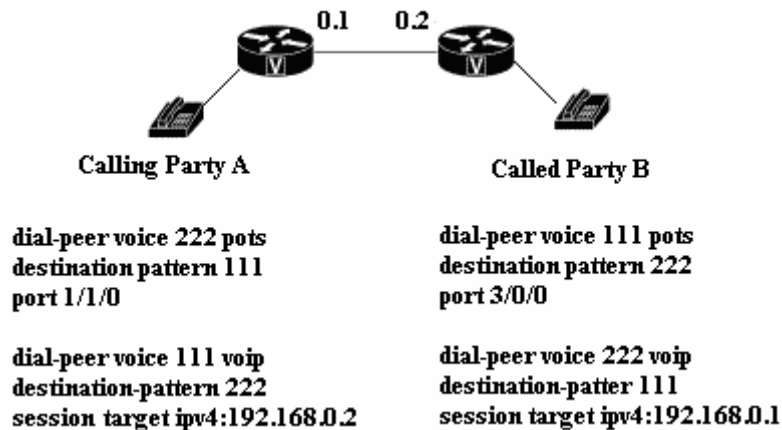 0.1 0.2
V V
Calling Party A
Called Party B
dial-peer voice 222 pots
destination pattern 111
port 1/1/0
dial-peer voice 111 voip
destination-pattern 222
session target ipv4:192.168.0.2
dial-peer voice 111 pots
destination pattern 222
port 3/0/0
dial-peer voice 222 voip
destination-patter 111
session target ipv4:192.168.0.1